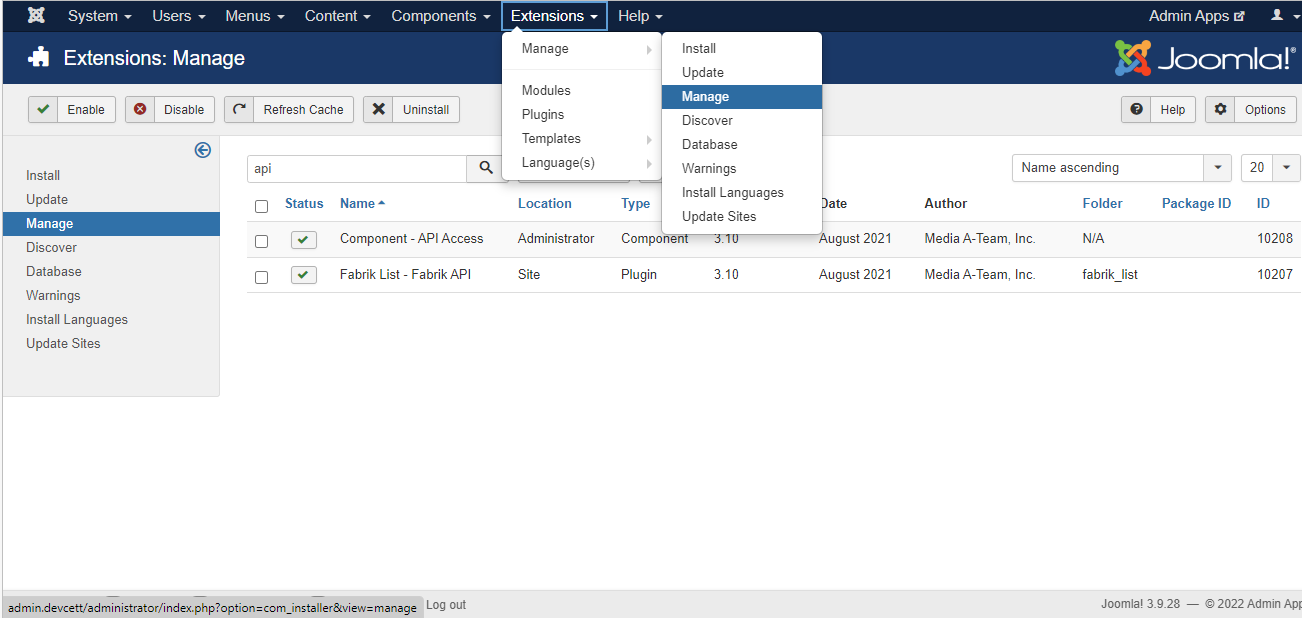 System Users Menus Content Components Extensions Help Admin Apps
Extensions: Manage Joomla!®
Enable Disable Refresh Cache Uninstall Help Options
Manage
Modules
Plugins
Templates
Language(s)
Install
Update
Manage
Discover
Database
Warnings
Install Languages
Update Sites
Install
Update
Manage
Discover
Database
Warnings
Install Languages
Update Sites
api Name ascending 20
Status Name Location Type Date Author Folder Package ID ID
Component - API Access Administrator Component 3.10 August 2021 Media A-Team, Inc. N/A 10208
Fabrik List - Fabrik API Site Plugin 3.10 August 2021 Media A-Team, Inc. fabrik_list 10207
admin.devcett/administrator/index.php?option=com_installer&view=manage Log out Joomla! 3.9.28 — © 2022 Admin App